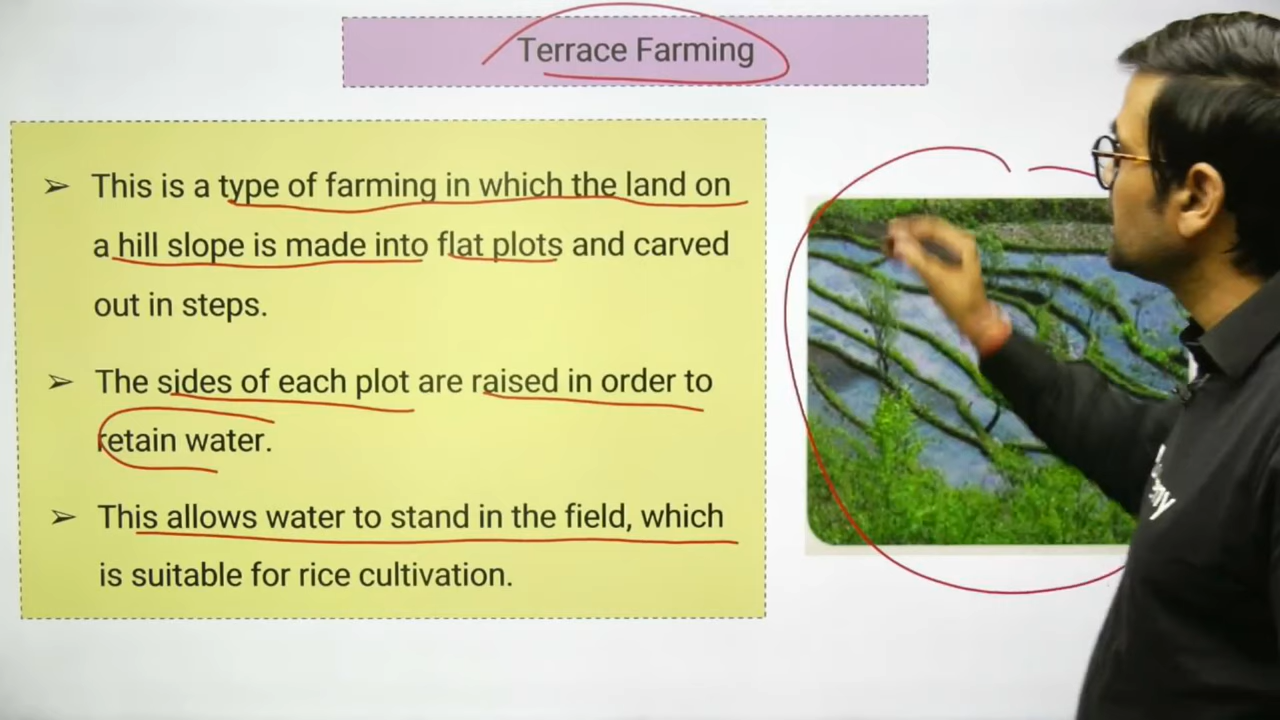 Terrace Farming
➢ This is a type of farming in which the land on
a hill slope is made into flat plots and carved
out in steps.
➢ The sides of each plot are raised in order to
retain water.
➢ This allows water to stand in the field, which
is suitable for rice cultivation.